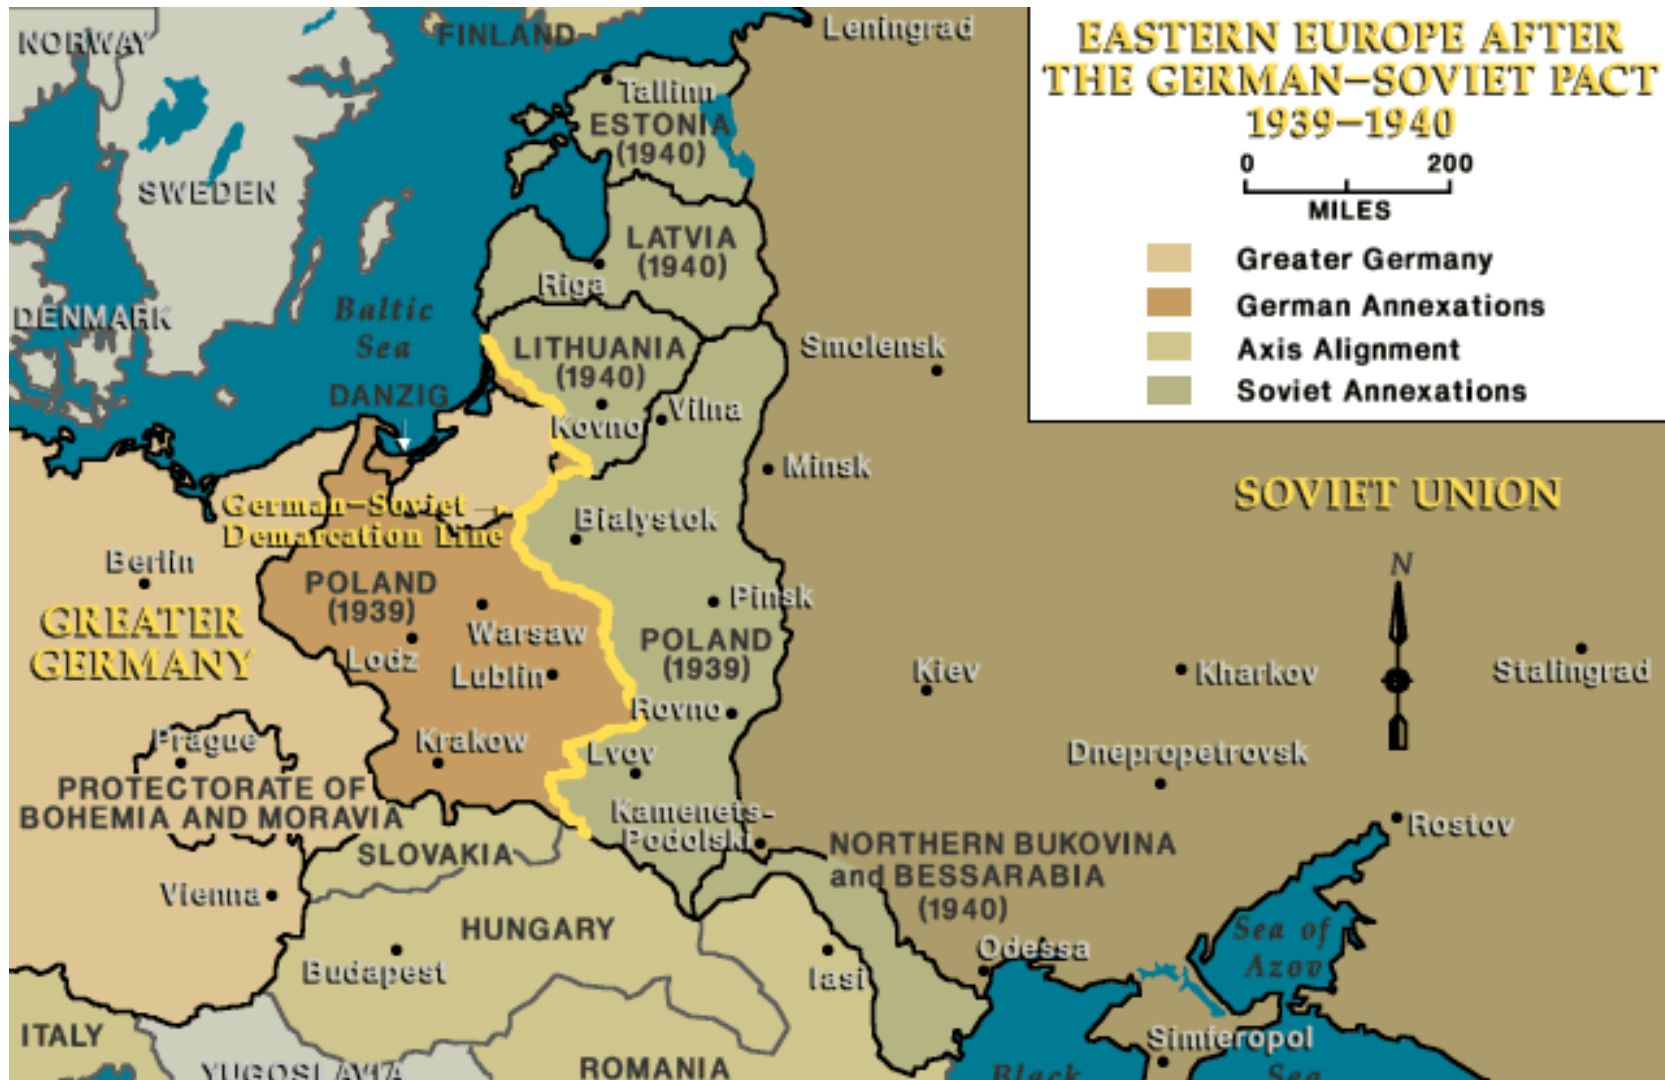 EASTERN EUROPE AFTER
THE GERMAN–SOVIET PACT
1939–1940
0 200
MILES
Greater Germany
German Annexations
Axis Alignment
Soviet Annexations
NORWAY
FINLAND
Leningrad
Tallinn
ESTONIA
(1940)
SWEDEN
LATVIA
(1940)
Riga
DENMARK
Baltic
Sea
LITHUANIA
(1940)
Smolensk
DANZIG
Kovno
Vilna
Minsk
SOVIET UNION
German–Soviet
Demarcation Line
Bialystok
Berlin
N
POLAND
(1939)
Pinsk
GREATER
GERMANY
Warsaw
POLAND
(1939)
Lodz
Lublin
Kiev
Kharkov
Stalingrad
Rovno
Prague
Krakow
Lvov
Dnepropetrovsk
PROTECTORATE OF
BOHEMIA AND MORAVIA
Kamenets-
Podolski
Rostov
SLOVAKIA
NORTHERN BUKOVINA
and BESSARABIA
(1940)
Vienna
HUNGARY
Sea of
Azov
Odessa
Budapest
Iasi
ITALY
Simferopol
YUGOSLAVIA
ROMANIA
Black
Sea